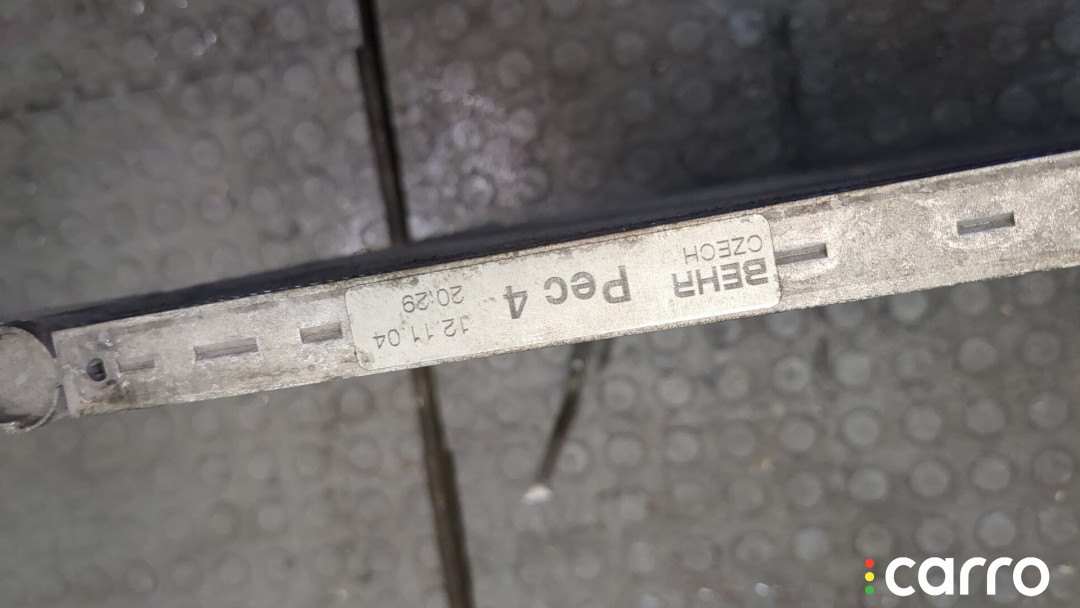 BEHR
CZECH
Pec 4
12.11.04
20:29
carro